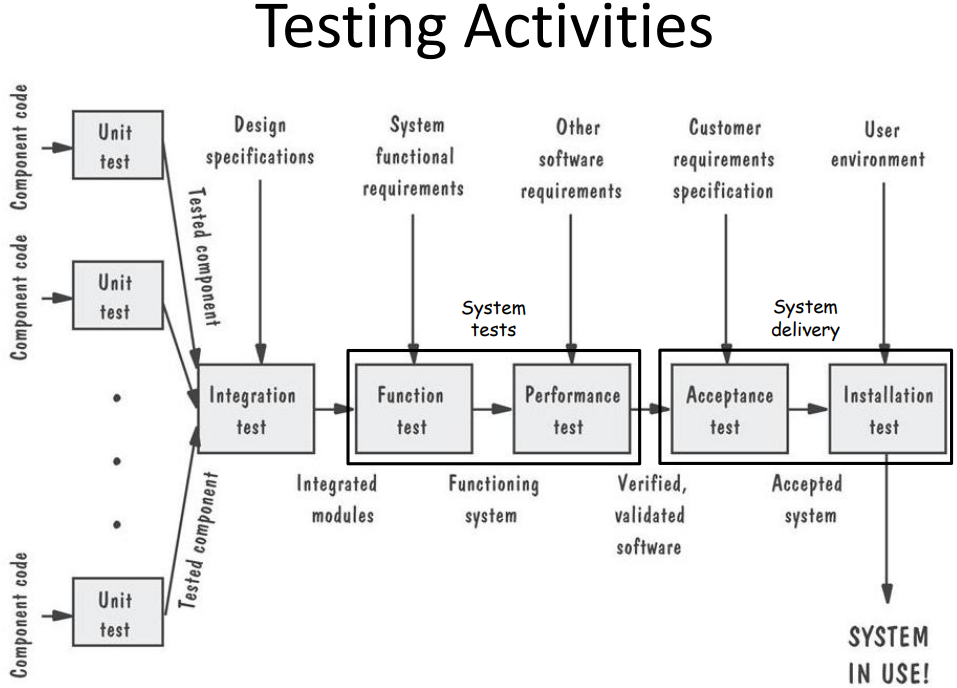 Testing Activities
Component code
Unit
test
Tested component
Component code
Unit
test
Component code
Unit
test
Tested component
Design
specifications
System
functional
requirements
Other
software
requirements
Customer
requirements
specification
User
environment
System
tests
System
delivery
Integration
test
Function
test
Performance
test
Acceptance
test
Installation
test
Integrated
modules
Functioning
system
Verified,
validated
software
Accepted
system
SYSTEM
IN USE!